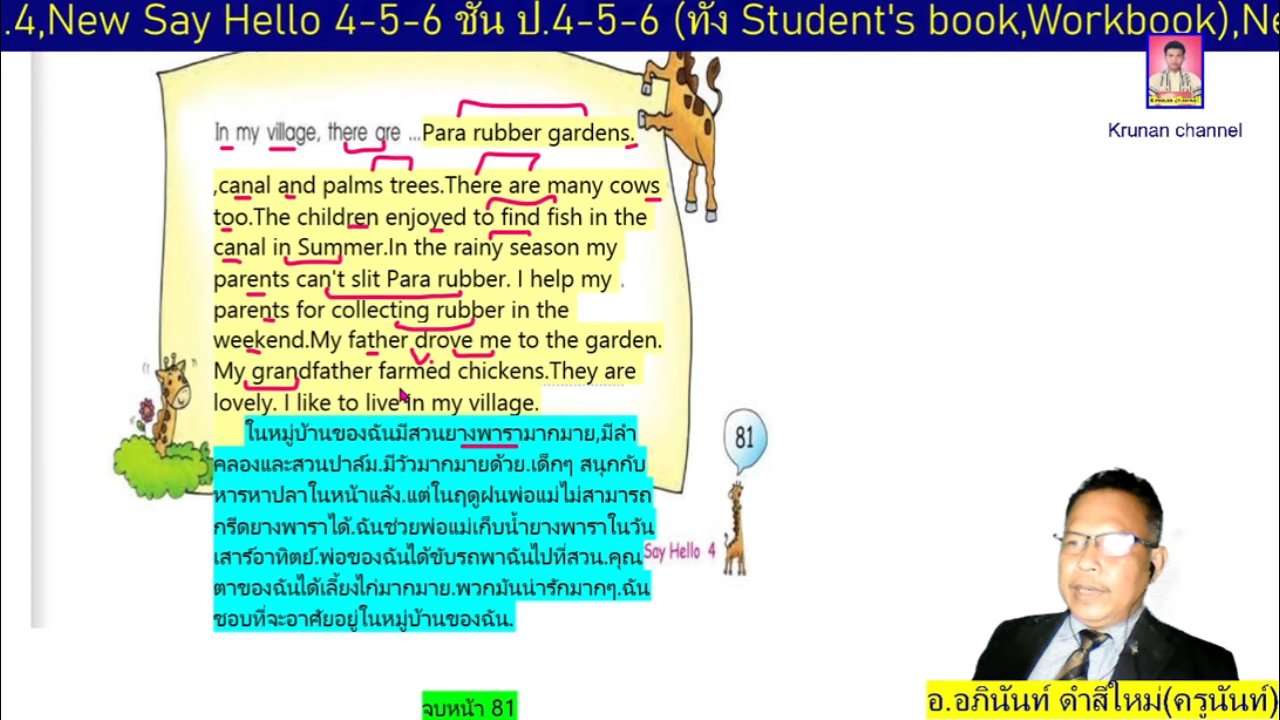 .4,New Say Hello 4-5-6 ชั้น ป.4-5-6 (ทั้ง Student's book,Workbook),Ne
Krunan channel
In my village, there are ...Para rubber gardens.
,canal and palms trees.There are many cows
too.The children enjoyed to find fish in the
canal in Summer.In the rainy season my
parents can't slit Para rubber. I help my
parents for collecting rubber in the
weekend.My father drove me to the garden.
My grandfather farmed chickens.They are
lovely. I like to live in my village.
ในหมู่บ้านของฉันมีสวนยางพารามากมาย,มีลำ
คลองและสวนปาล์ม.มีวัวมากมายด้วย.เด็กๆ สนุกกับ
หารหาปลาในหน้าแล้ง.แต่ในฤดูฝนพ่อแม่ไม่สามารถ
กรีดยางพาราได้.ฉันช่วยพ่อแม่เก็บน้ำยางพาราในวัน
เสาร์อาทิตย์.พ่อของฉันได้ขับรถพาฉันไปที่สวน.คุณ
ตาของฉันได้เลี้ยงไก่มากมาย.พวกมันน่ารักมากๆ.ฉัน
ชอบที่จะอาศัยอยู่ในหมู่บ้านของฉัน.
81
Say Hello 4
จบหน้า 81
อ.อภินันท์ ดำสีใหม่(ครูนันท์)